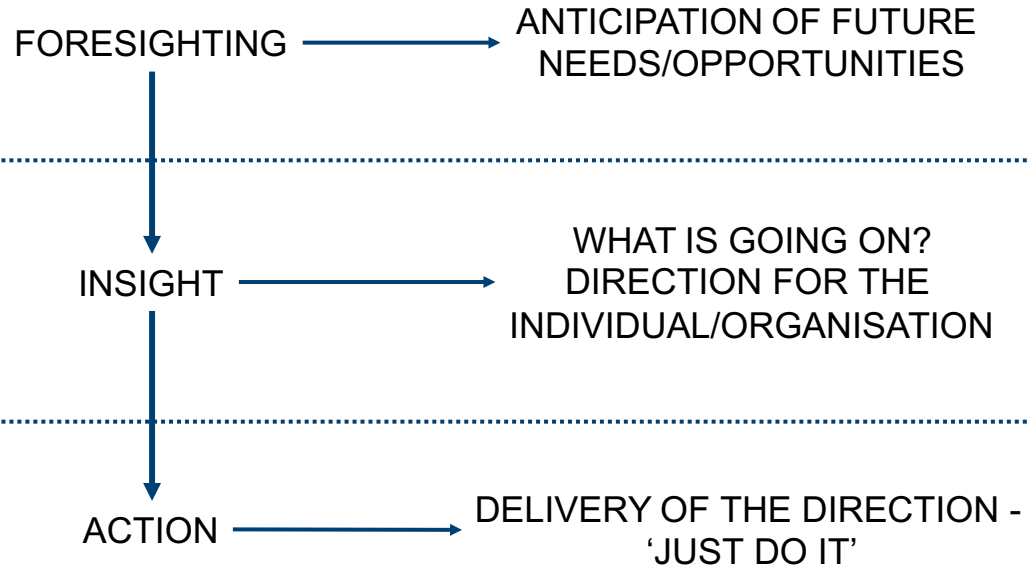 FORESIGHTING
ANTICIPATION OF FUTURE
NEEDS/OPPORTUNITIES
INSIGHT
WHAT IS GOING ON?
DIRECTION FOR THE
INDIVIDUAL/ORGANISATION
ACTION
DELIVERY OF THE DIRECTION -
‘JUST DO IT’